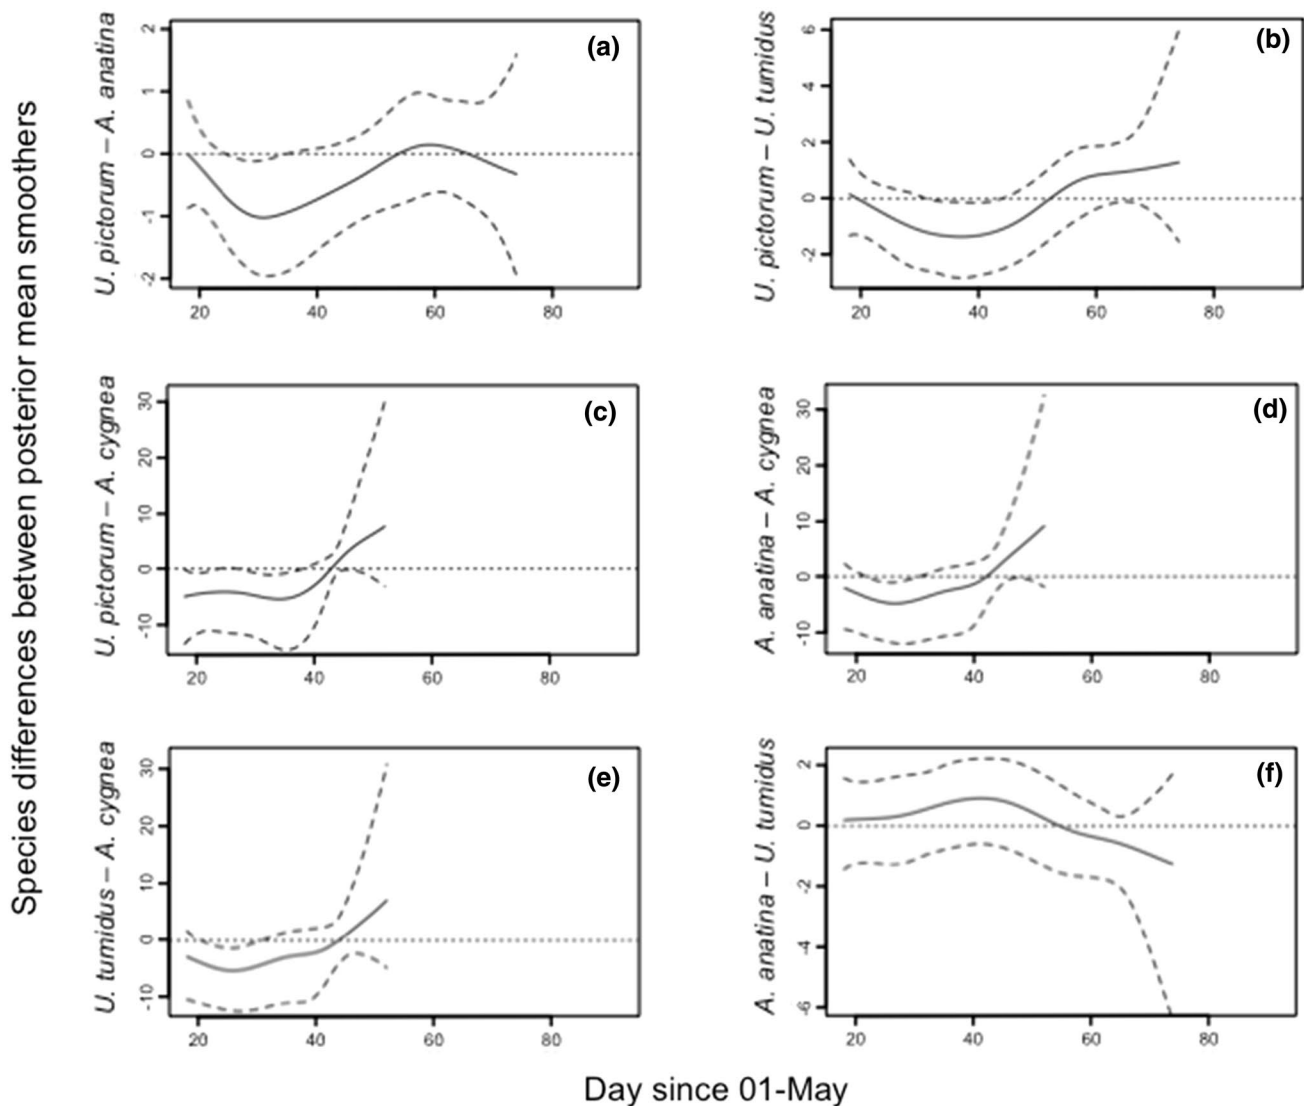 Species differences between posterior mean smoothers
U. pictorum – A. anatina
(a)
2
1
0
-1
-2
20 40 60 80
U. pictorum – U. tumidus
(b)
6
4
2
0
-2
20 40 60 80
U. pictorum – A. cygnea
(c)
30
20
10
0
-10
20 40 60 80
A. anatina – A. cygnea
(d)
30
20
10
0
-10
20 40 60 80
U. tumidus – A. cygnea
(e)
30
20
10
0
-10
20 40 60 80
A. anatina – U. tumidus
(f)
2
0
-2
-4
-6
20 40 60 80
Day since 01-May